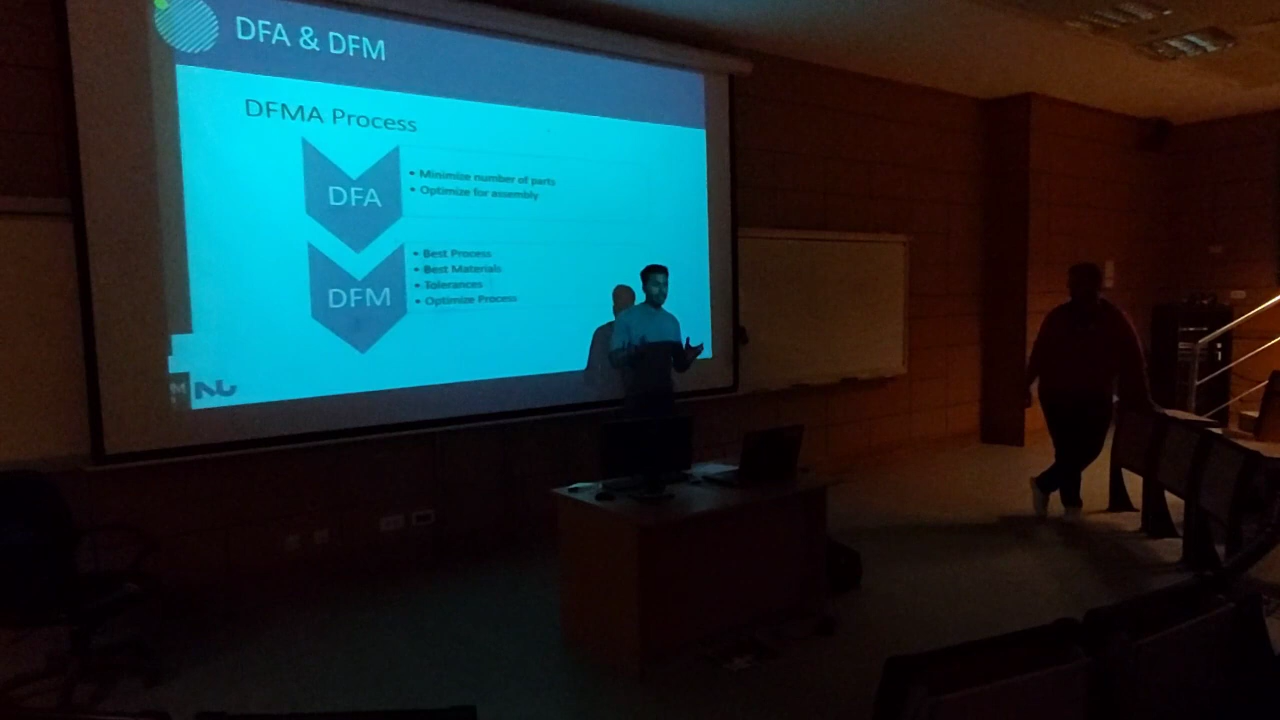 DFA & DFM
DFMA Process
DFA
• Minimize number of parts
• Optimize for assembly
DFM
• Best Process
• Best Materials
• Tolerances
• Optimize Process
NU